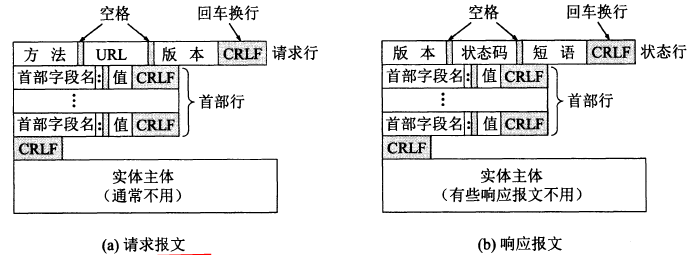 空格 回车换行
方 法 URL 版 本 CRLF 请求行
首部字段名: 值 CRLF
⋮
首部字段名: 值 CRLF
首部行
CRLF
实体主体
(通常不用)
(a) 请求报文
空格 回车换行
版 本 状态码 短 语 CRLF 状态行
首部字段名: 值 CRLF
⋮
首部字段名: 值 CRLF
首部行
CRLF
实体主体
(有些响应报文不用)
(b) 响应报文